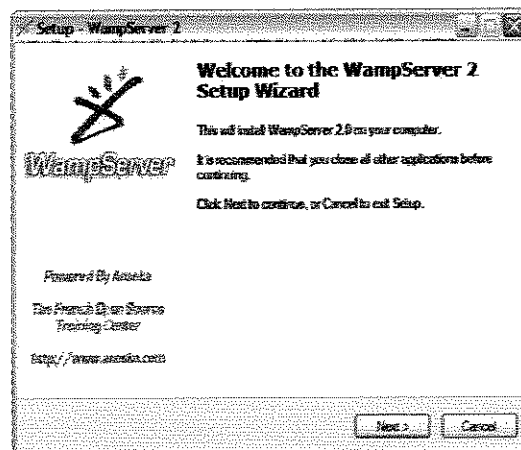 Setup - WampServer 2
Welcome to the WampServer 2
Setup Wizard
This will install WampServer 2.0 on your computer.
It is recommended that you close all other applications before
continuing.
Click Next to continue, or Cancel to exit Setup.
WampServer
Powered By Anaska
The French Open Source
Training Center
http://www.anaska.com
Next >
Cancel